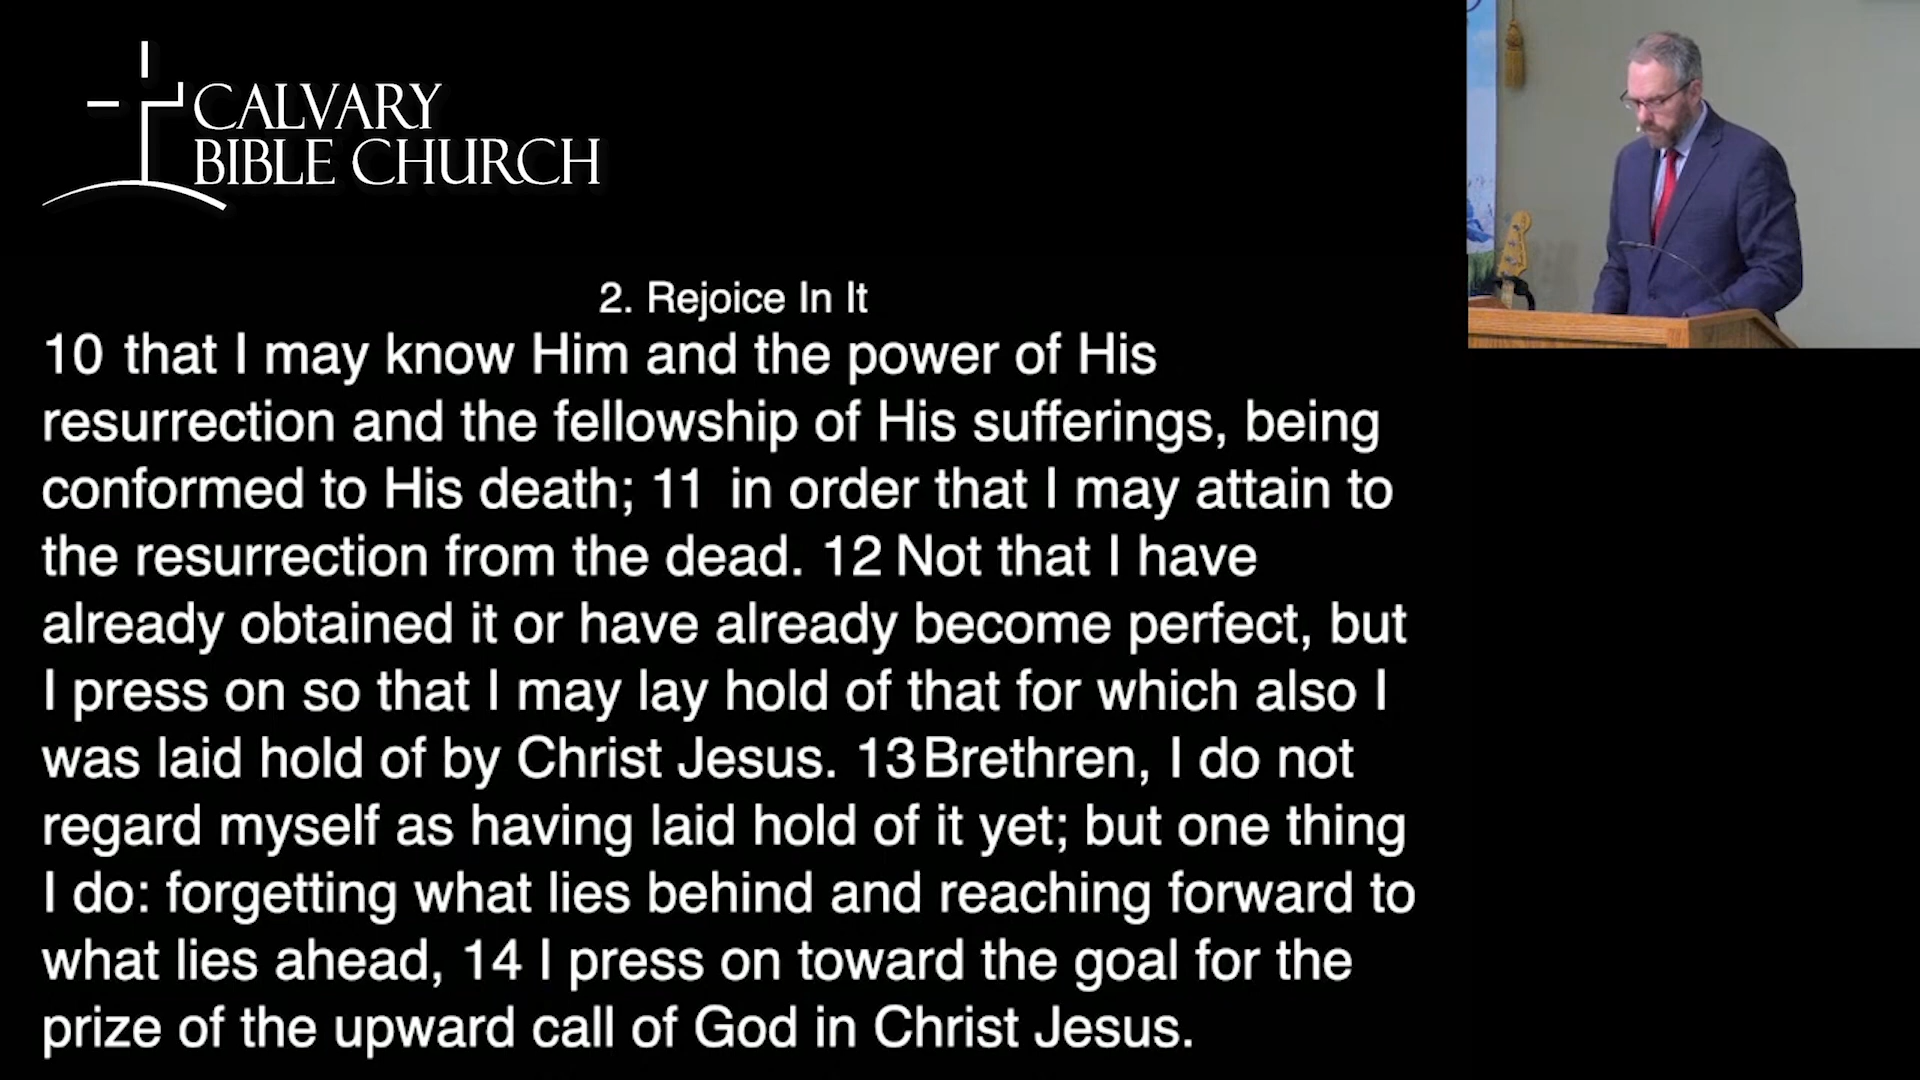 CALVARY
BIBLE CHURCH
2. Rejoice In It
10 that I may know Him and the power of His
resurrection and the fellowship of His sufferings, being
conformed to His death; 11 in order that I may attain to
the resurrection from the dead. 12 Not that I have
already obtained it or have already become perfect, but
I press on so that I may lay hold of that for which also I
was laid hold of by Christ Jesus. 13 Brethren, I do not
regard myself as having laid hold of it yet; but one thing
I do: forgetting what lies behind and reaching forward to
what lies ahead, 14 I press on toward the goal for the
prize of the upward call of God in Christ Jesus.